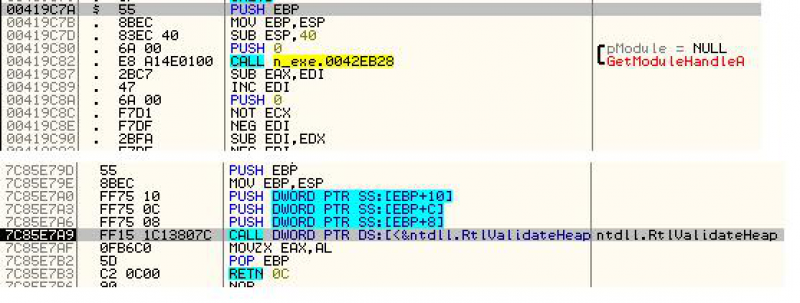 00419C7A $ 55 PUSH EBP
00419C7B . 8BEC MOV EBP,ESP
00419C7D . 83EC 40 SUB ESP,40
00419C80 . 6A 00 PUSH 0 pModule = NULL
00419C82 . E8 A14E0100 CALL n_exe.0042EB28 GetModuleHandleA
00419C87 . 2BC7 SUB EAX,EDI
00419C89 . 47 INC EDI
00419C8A . 6A 00 PUSH 0
00419C8C . F7D1 NOT ECX
00419C8E . F7DF NEG EDI
00419C90 . 2BFA SUB EDI,EDX
7C85E79D 55 PUSH EBP
7C85E79E 8BEC MOV EBP,ESP
7C85E7A0 FF75 10 PUSH DWORD PTR SS:[EBP+10]
7C85E7A3 FF75 0C PUSH DWORD PTR SS:[EBP+C]
7C85E7A6 FF75 08 PUSH DWORD PTR SS:[EBP+8]
7C85E7A9 FF15 1C13807C CALL DWORD PTR DS:[<&ntdll.RtlValidateHeap ntdll.RtlValidateHeap
7C85E7AF 0FB6C0 MOVZX EAX,AL
7C85E7B2 5D POP EBP
7C85E7B3 C2 0C00 RETN 0C
7C85E7B6 90 NOP